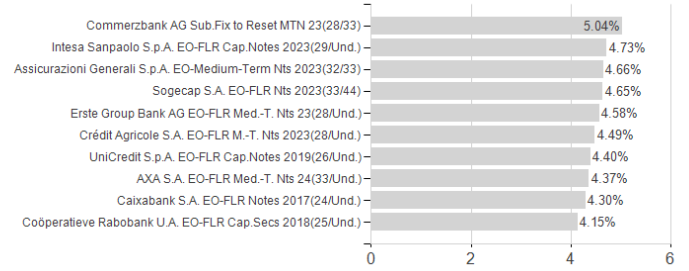 Commerzbank AG Sub.Fix to Reset MTN 23(28/33) 5.04%
Intesa Sanpaolo S.p.A. EO-FLR Cap.Notes 2023(29/Und.) 4.73%
Assicurazioni Generali S.p.A. EO-Medium-Term Nts 2023(32/33) 4.66%
Sogecap S.A. EO-FLR Nts 2023(33/44) 4.65%
Erste Group Bank AG EO-FLR Med.-T. Nts 23(28/Und.) 4.58%
Crédit Agricole S.A. EO-FLR M.-T. Nts 2023(28/Und.) 4.49%
UniCredit S.p.A. EO-FLR Cap.Notes 2019(26/Und.) 4.40%
AXA S.A. EO-FLR Med.-T. Nts 24(33/Und.) 4.37%
Caixabank S.A. EO-FLR Notes 2017(24/Und.) 4.30%
Coöperatieve Rabobank U.A. EO-FLR Cap.Secs 2018(25/Und.) 4.15%
0 2 4 6